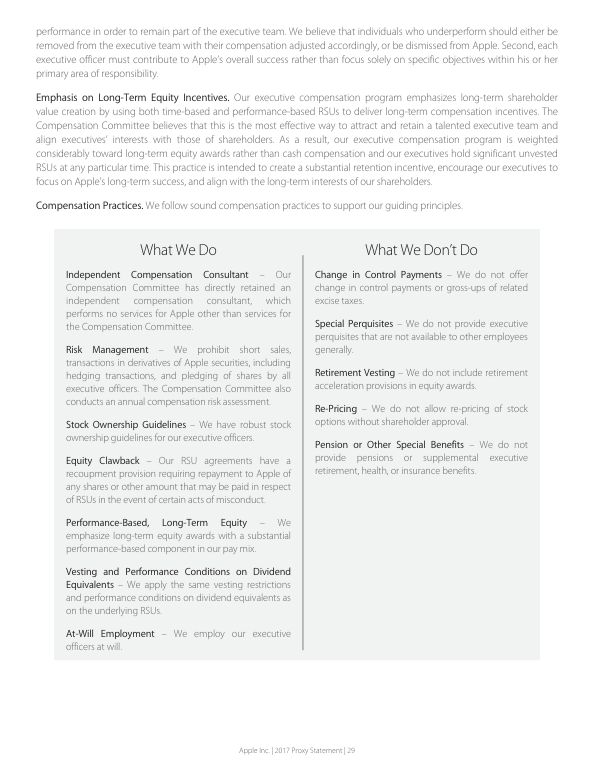 performance in order to remain part of the executive team. We believe that individuals who underperform should either be
removed from the executive team with their compensation adjusted accordingly, or be dismissed from Apple. Second, each
executive officer must contribute to Apple's overall success rather than focus solely on specific objectives within his or her
primary area of responsibility.
Emphasis on Long-Term Equity Incentives. Our executive compensation program emphasizes long-term shareholder
value creation by using both time-based and performance-based RSUs to deliver long-term compensation incentives. The
Compensation Committee believes that this is the most effective way to attract and retain a talented executive team and
align executives' interests with those of shareholders. As a result, our executive compensation program is weighted
considerably toward long-term equity awards rather than cash compensation and our executives hold significant unvested
RSUs at any particular time. This practice is intended to create a substantial retention incentive, encourage our executives to
focus on Apple's long-term success, and align with the long-term interests of our shareholders.
Compensation Practices. We follow sound compensation practices to support our guiding principles.
What We Do
Independent Compensation Consultant – Our
Compensation Committee has directly retained an
independent compensation consultant, which
performs no services for Apple other than services for
the Compensation Committee.
Risk Management – We prohibit short sales,
transactions in derivatives of Apple securities, including
hedging transactions, and pledging of shares by all
executive officers. The Compensation Committee also
conducts an annual compensation risk assessment.
Stock Ownership Guidelines – We have robust stock
ownership guidelines for our executive officers.
Equity Clawback – Our RSU agreements have a
recoupment provision requiring repayment to Apple of
any shares or other amount that may be paid in respect
of RSUs in the event of certain acts of misconduct.
Performance-Based, Long-Term Equity – We
emphasize long-term equity awards with a substantial
performance-based component in our pay mix.
Vesting and Performance Conditions on Dividend
Equivalents – We apply the same vesting restrictions
and performance conditions on dividend equivalents as
on the underlying RSUs.
At-Will Employment – We employ our executive
officers at will.
What We Don't Do
Change in Control Payments – We do not offer
change in control payments or gross-ups of related
excise taxes.
Special Perquisites – We do not provide executive
perquisites that are not available to other employees
generally.
Retirement Vesting – We do not include retirement
acceleration provisions in equity awards.
Re-Pricing – We do not allow re-pricing of stock
options without shareholder approval.
Pension or Other Special Benefits – We do not
provide pensions or supplemental executive
retirement, health, or insurance benefits.
Apple Inc. | 2017 Proxy Statement | 29